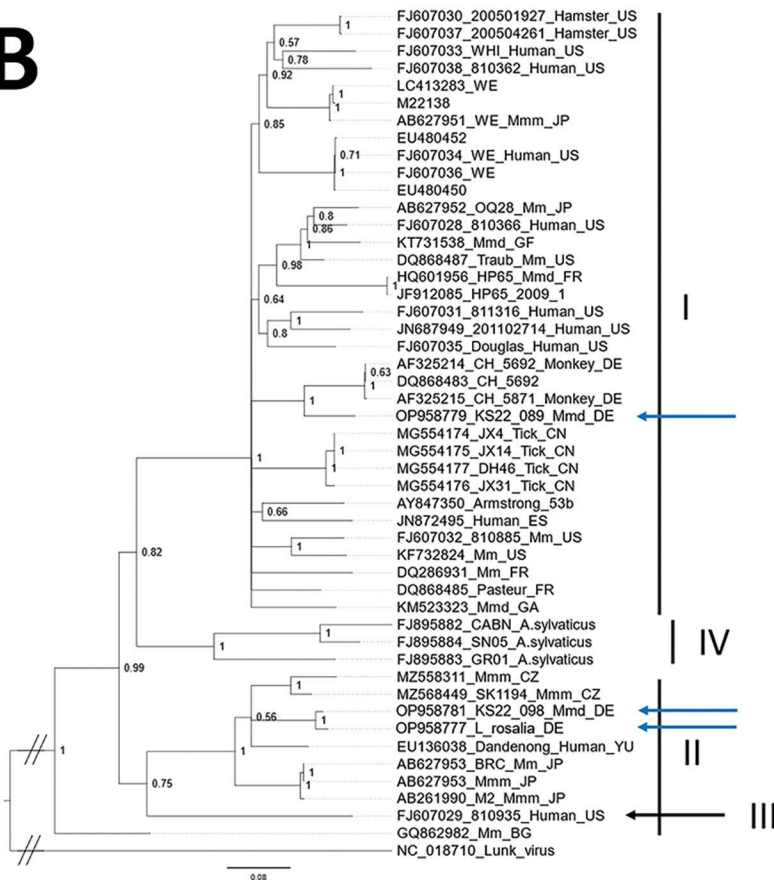 B
FJ607030_200501927_Hamster_US
FJ607037_200504261_Hamster_US
0.57
FJ607033_WHI_Human_US
0.78
FJ607038_810362_Human_US
0.92
LC413283_WE
1
M22138
1
AB627951_WE_Mmm_JP
0.85
EU480452
0.71
FJ607034_WE_Human_US
1
FJ607036_WE
EU480450
AB627952_OQ28_Mm_JP
0.8
FJ607028_810366_Human_US
0.86
KT731538_Mmd_GF
1
DQ868487_Traub_Mm_US
0.98
HQ601956_HP65_Mmd_FR
1
JF912085_HP65_2009_1
0.64
FJ607031_811316_Human_US
1
JN687949_201102714_Human_US
0.8
FJ607035_Douglas_Human_US
I
AF325214_CH_5692_Monkey_DE
0.63
DQ868483_CH_5692
1
AF325215_CH_5871_Monkey_DE
1
OP958779_KS22_089_Mmd_DE
MG554174_JX4_Tick_CN
1
MG554175_JX14_Tick_CN
1
MG554177_DH46_Tick_CN
1
MG554176_JX31_Tick_CN
AY847350_Armstrong_53b
0.66
JN872495_Human_ES
FJ607032_810885_Mm_US
1
KF732824_Mm_US
0.82
DQ286931_Mm_FR
DQ868485_Pasteur_FR
KM523323_Mmd_GA
FJ895882_CABN_A.sylvaticus
1
FJ895884_SN05_A.sylvaticus
1
IV
FJ895883_GR01_A.sylvaticus
0.99
MZ558311_Mmm_CZ
1
MZ568449_SK1194_Mmm_CZ
OP958781_KS22_098_Mmd_DE
0.56
1
OP958777_L_rosalia_DE
EU136038_Dandenong_Human_YU
1
1
II
AB627953_BRC_Mm_JP
1
AB627953_Mmm_JP
0.75
1
AB261990_M2_Mmm_JP
FJ607029_810935_Human_US
III
GQ862982_Mm_BG
NC_018710_Lunk_virus
0.08